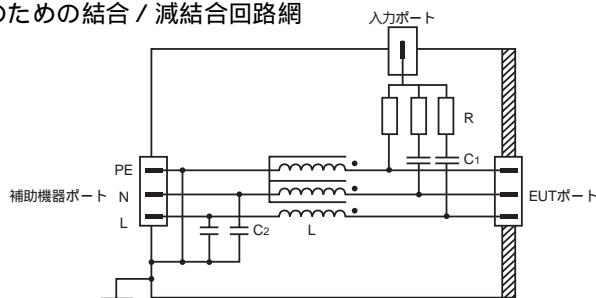 のための結合 / 減結合回路網
入力ポート
R
C1
PE
補助機器ポート N
EUTポート
L
C2
L